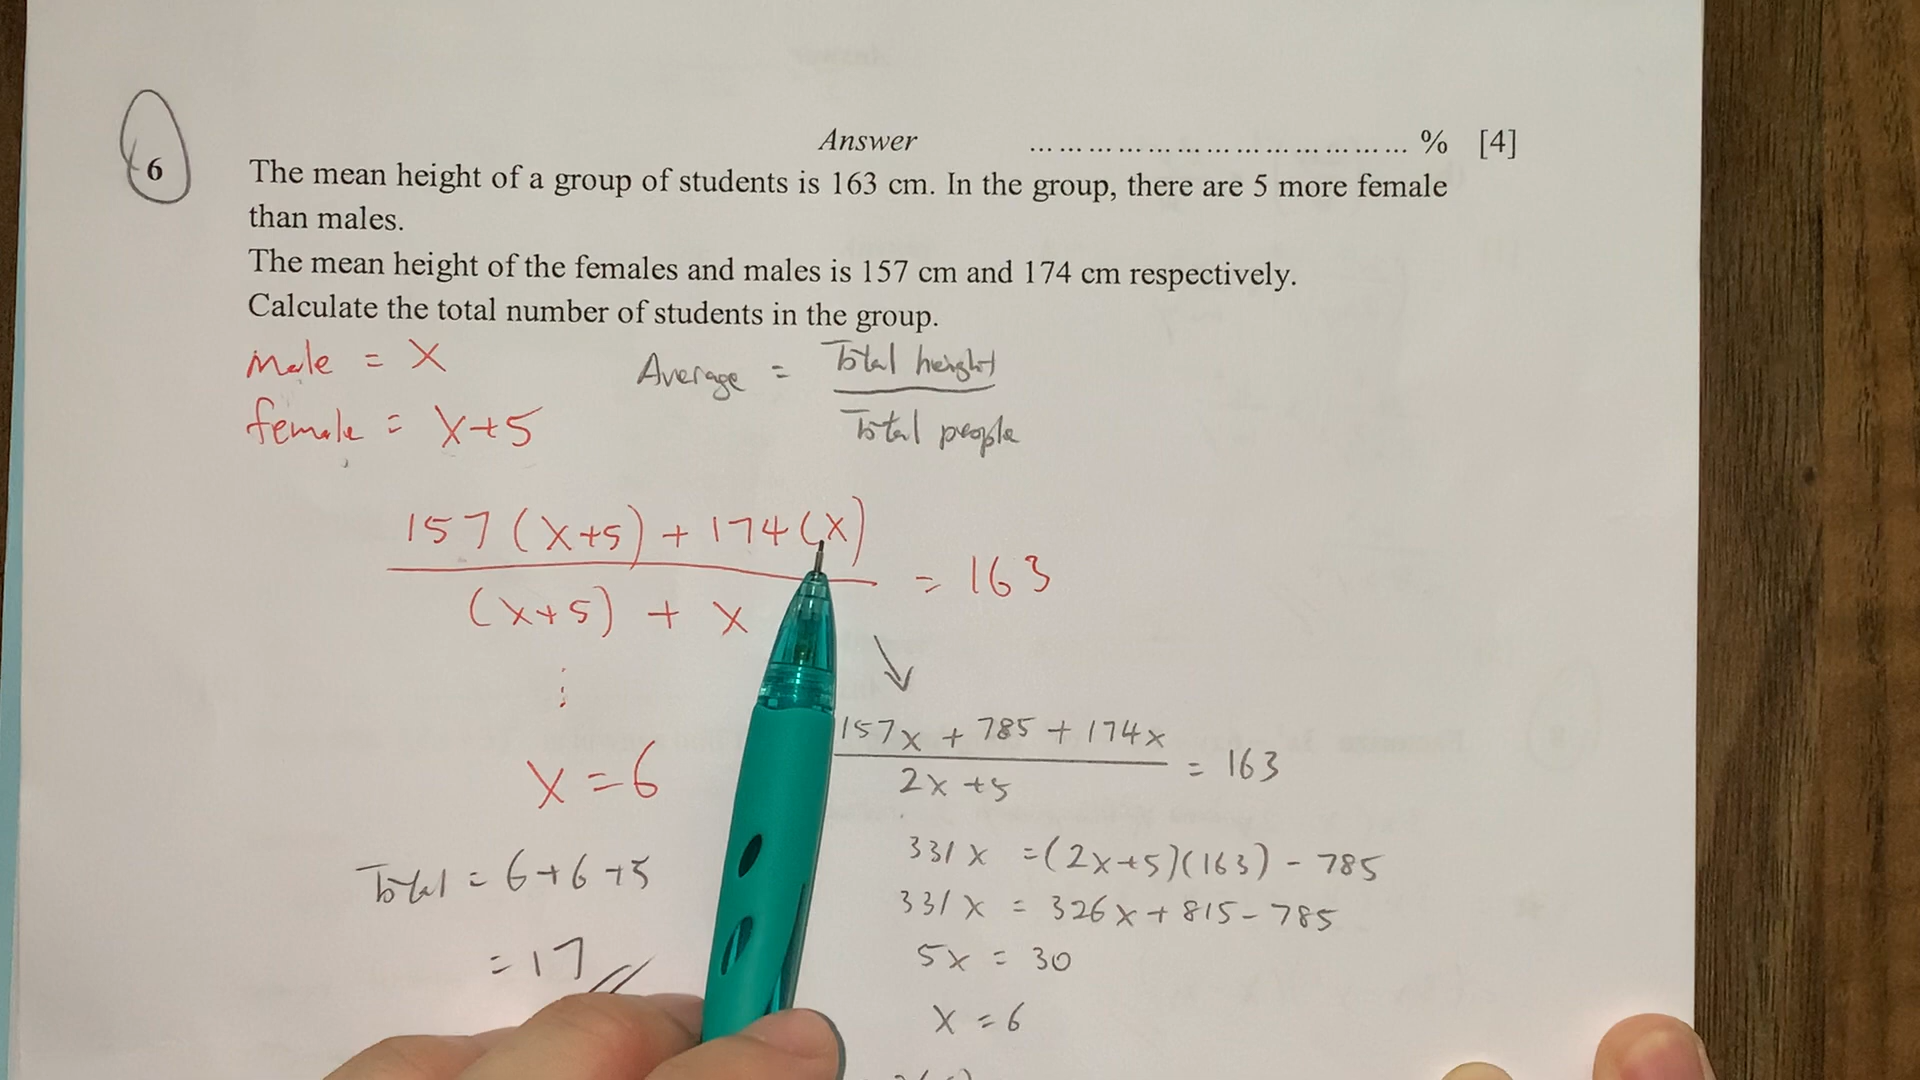 Answer ........................................ % [4]
6 The mean height of a group of students is 163 cm. In the group, there are 5 more female
than males.
The mean height of the females and males is 157 cm and 174 cm respectively.
Calculate the total number of students in the group.
male = x
female = x+5
Average = Total height / Total people
157(x+5) + 174(x)
(x+5) + x
= 163
⋮
x = 6
Total = 6+6+5
= 17
157x + 785 + 174x
2x+5
= 163
331x = (2x+5)(163) - 785
331x = 326x + 815 - 785
5x = 30
x = 6